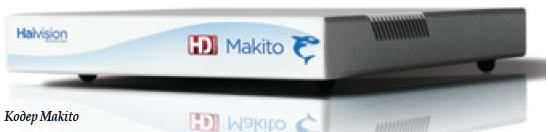 Haivision
HD Makito
Кодер Makito